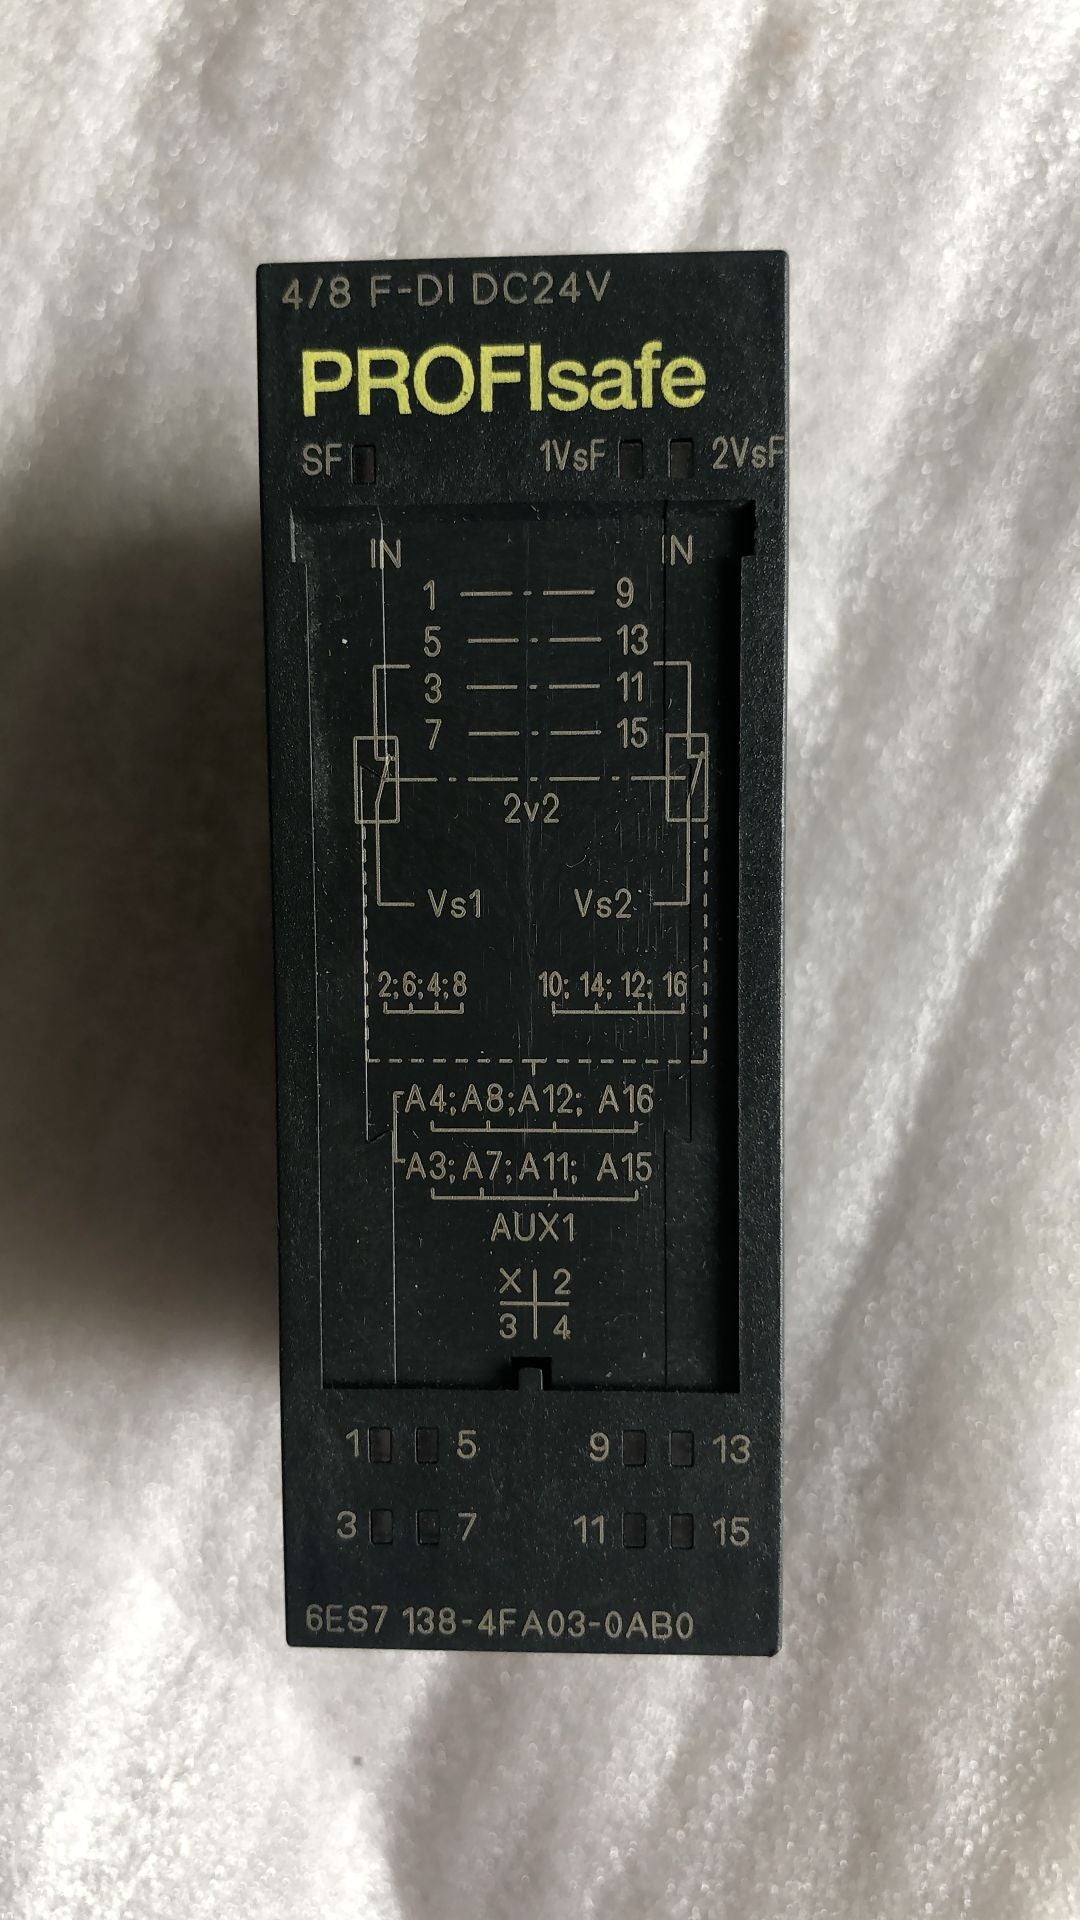 4/8 F-DI DC24V
PROFIsafe
SF 1VsF 2VsF
IN IN
1 9
5 13
3 11
7 15
2v2
Vs1 Vs2
2;6;4;8 10; 14; 12; 16
A4;A8;A12; A16
A3;A7;A11; A15
AUX1
X 2
3 4
1 5 9 13
3 7 11 15
6ES7 138-4FA03-0AB0